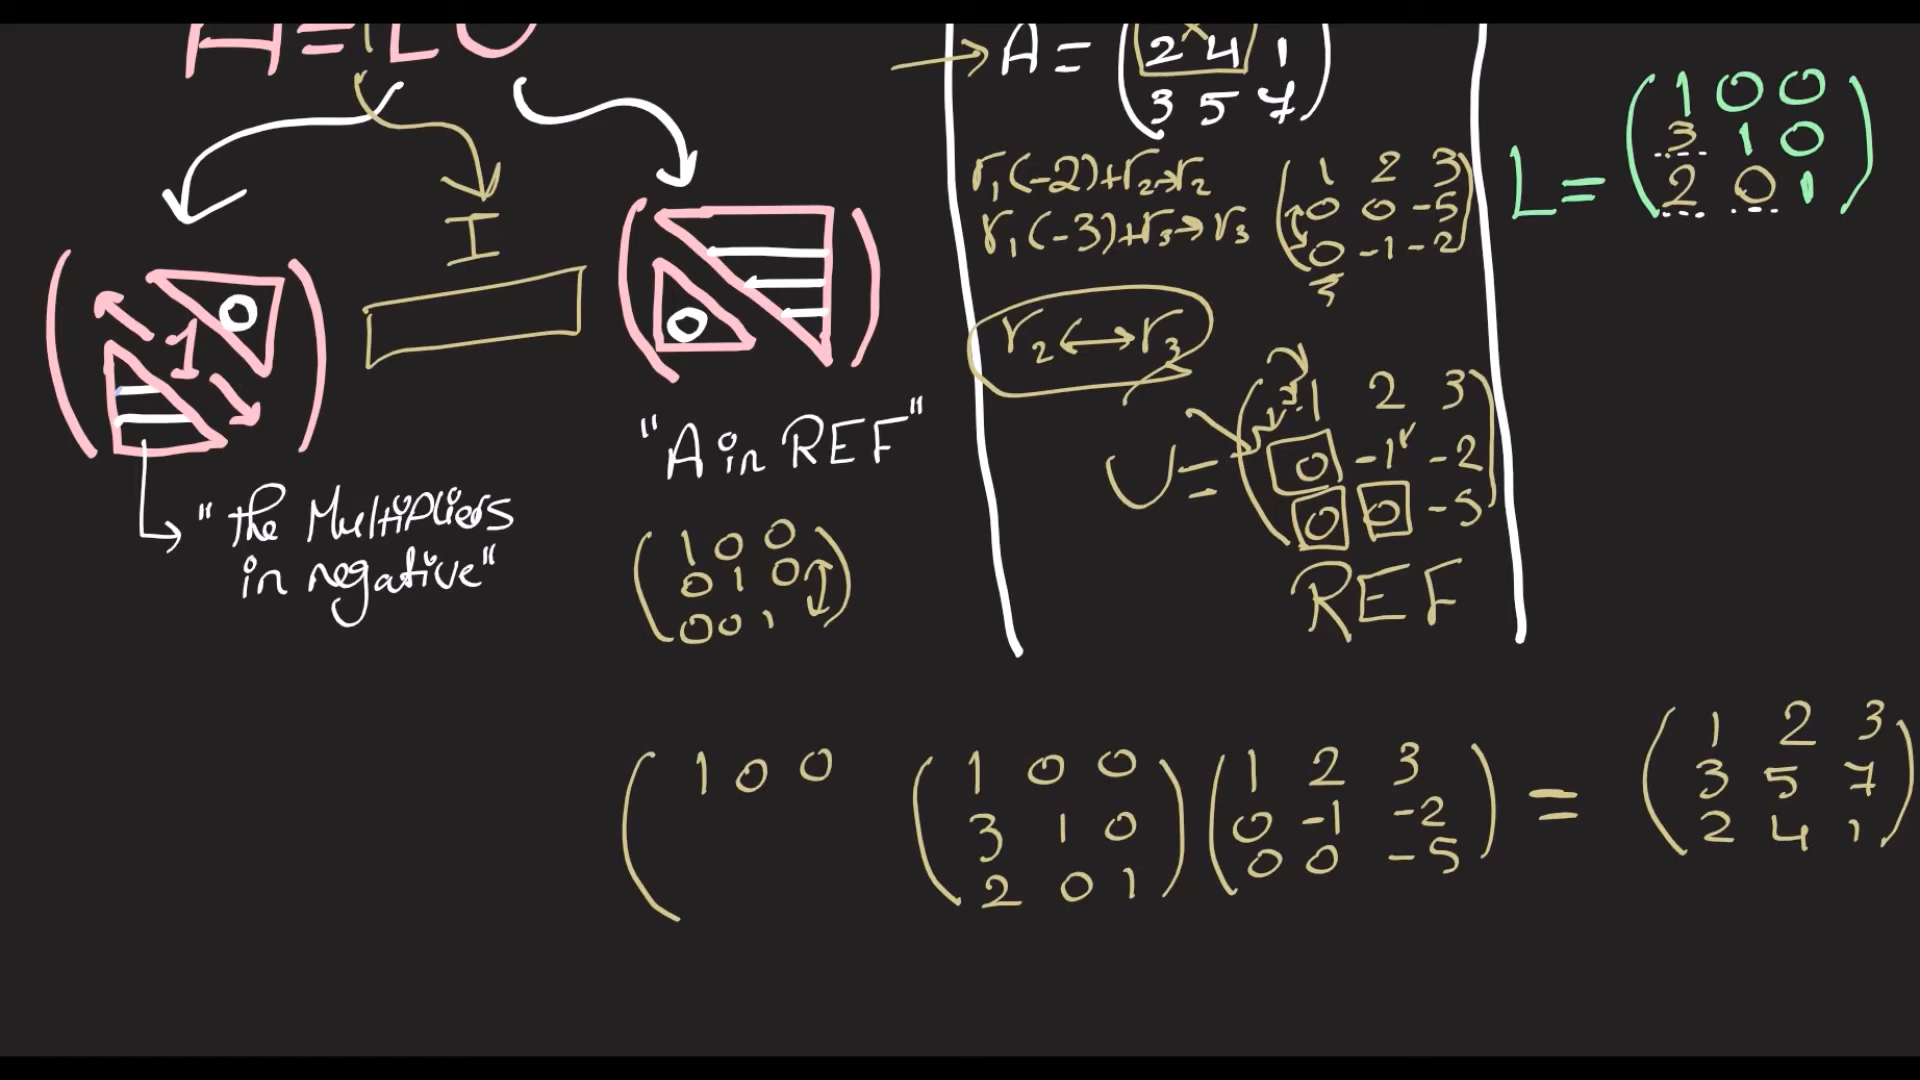 A = LU
I
"A in REF"
"the Multipliers
in negative"
1 0 0
0 1 0
0 0 1
A =
2 4 1
3 5 7
r₁(-2)+r₂→r₂
r₁(-3)+r₃→r₃
1 2 3
0 0 -5
0 -1 -2
r₂ ↔ r₃
U =
1 2 3
0 -1 -2
0 0 -5
REF
L =
1 0 0
3 1 0
2 0 1
1 0 0
1 0 0
3 1 0
2 0 1
1 2 3
0 -1 -2
0 0 -5
=
1 2 3
3 5 7
2 4 1